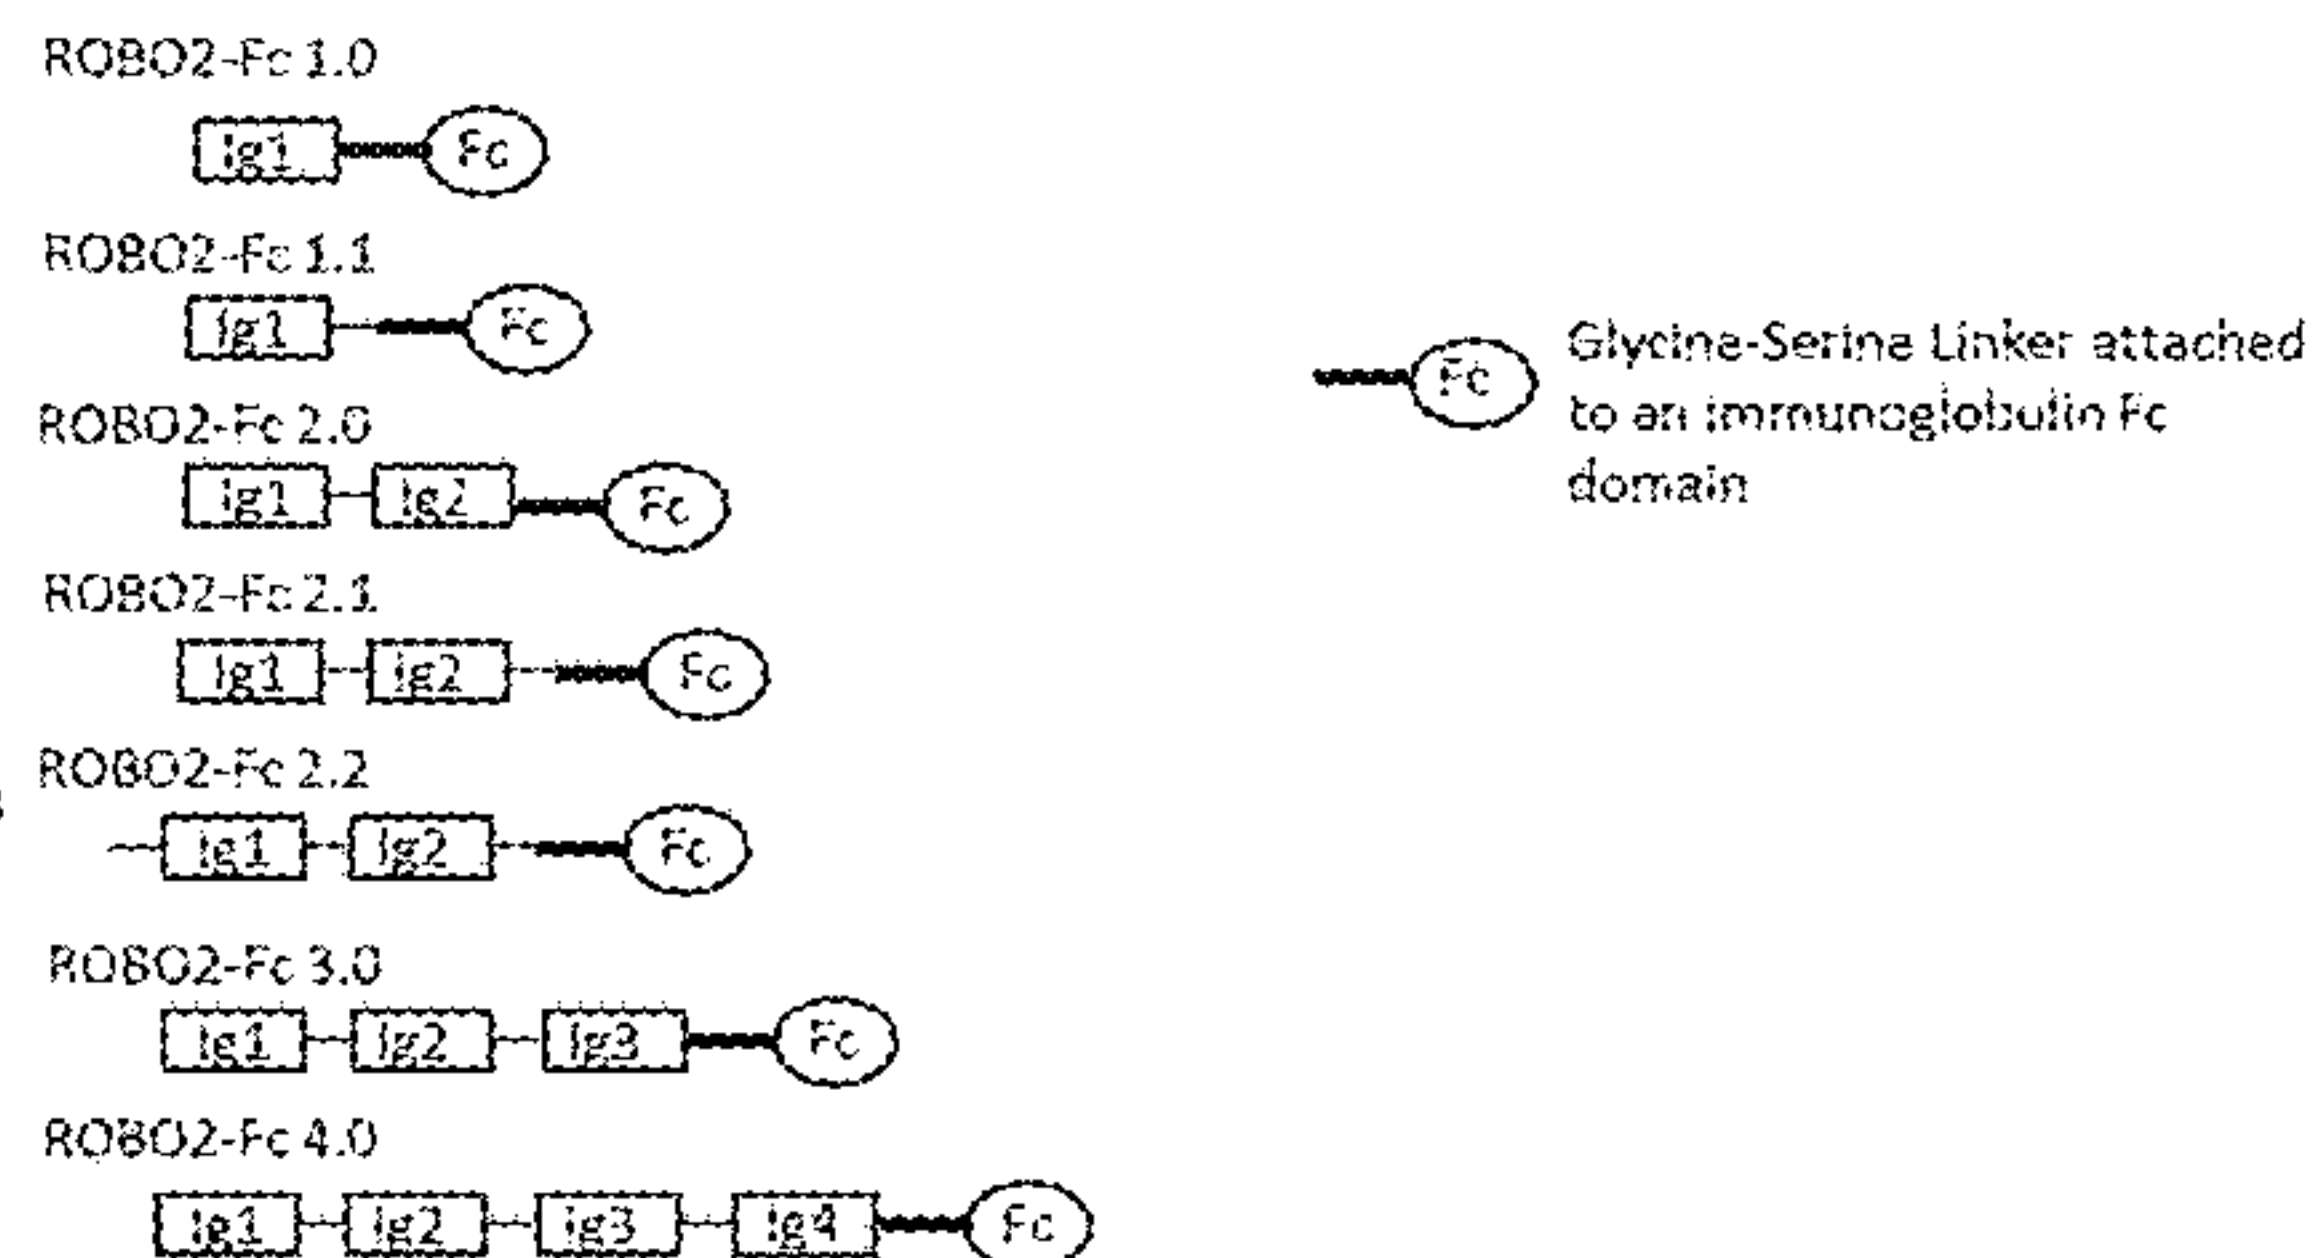 ROBO2-Fc 1.0
Ig1 Fc
ROBO2-Fc 1.1
Ig1 Fc
ROBO2-Fc 2.0
Ig1 Ig2 Fc
ROBO2-Fc 2.1
Ig1 Ig2 Fc
ROBO2-Fc 2.2
Ig1 Ig2 Fc
ROBO2-Fc 3.0
Ig1 Ig2 Ig3 Fc
ROBO2-Fc 4.0
Ig1 Ig2 Ig3 Ig4 Fc
Fc
Glycine-Serine Linker attached
to an immunoglobulin Fc
domain